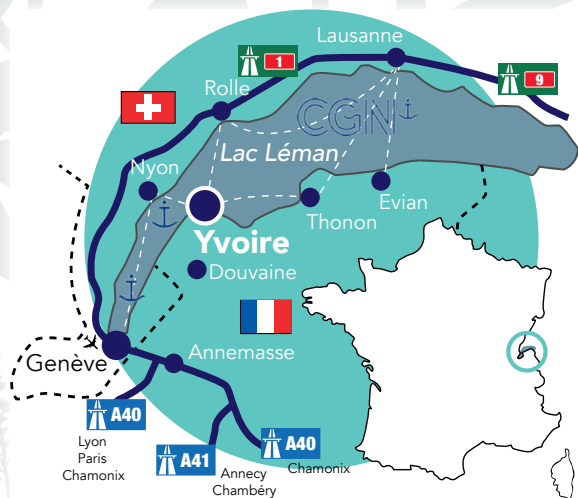 Lausanne
1
9
Rolle
CGN
Lac Léman
Nyon
Evian
Thonon
Yvoire
Douvaine
Genève
Annemasse
A40
Lyon
Paris
Chamonix
A41
Annecy
Chambéry
A40
Chamonix